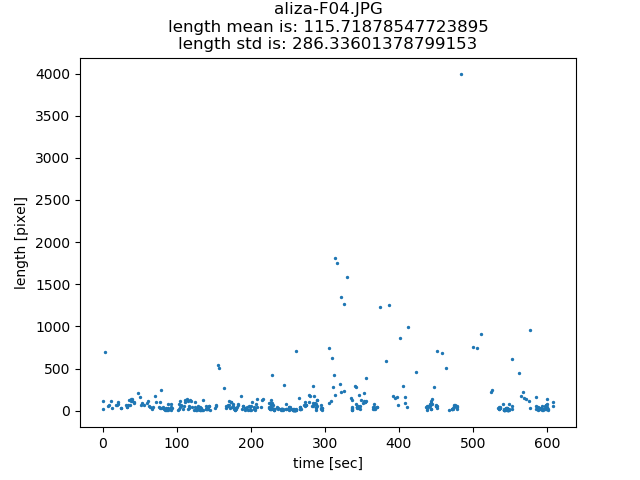 aliza-F04.JPG
length mean is: 115.71878547723895
length std is: 286.33601378799153
4000
3500
3000
2500
2000
1500
1000
500
0
length [pixel]
0 100 200 300 400 500 600
time [sec]